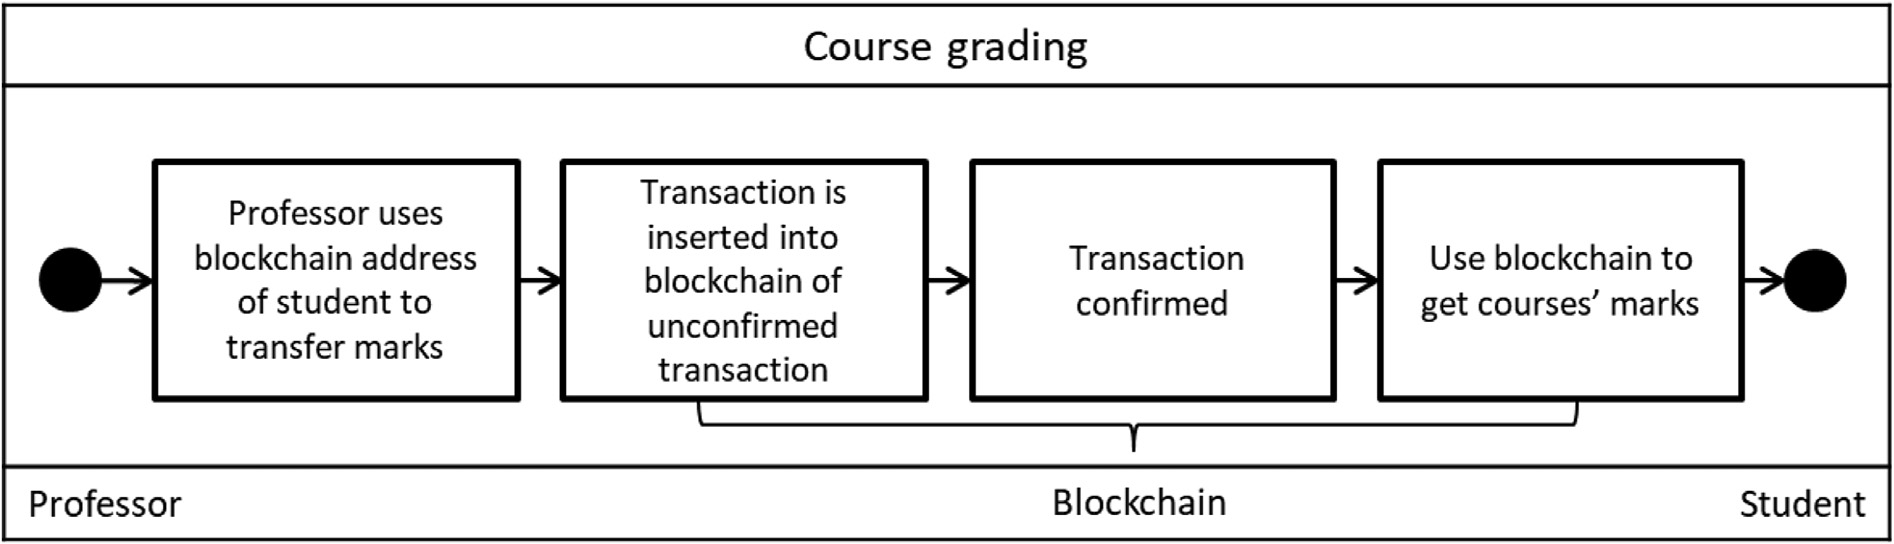 Course grading
Professor uses
blockchain address
of student to
transfer marks
Transaction is
inserted into
blockchain of
unconfirmed
transaction
Transaction
confirmed
Use blockchain to
get courses’ marks
Professor
Blockchain
Student